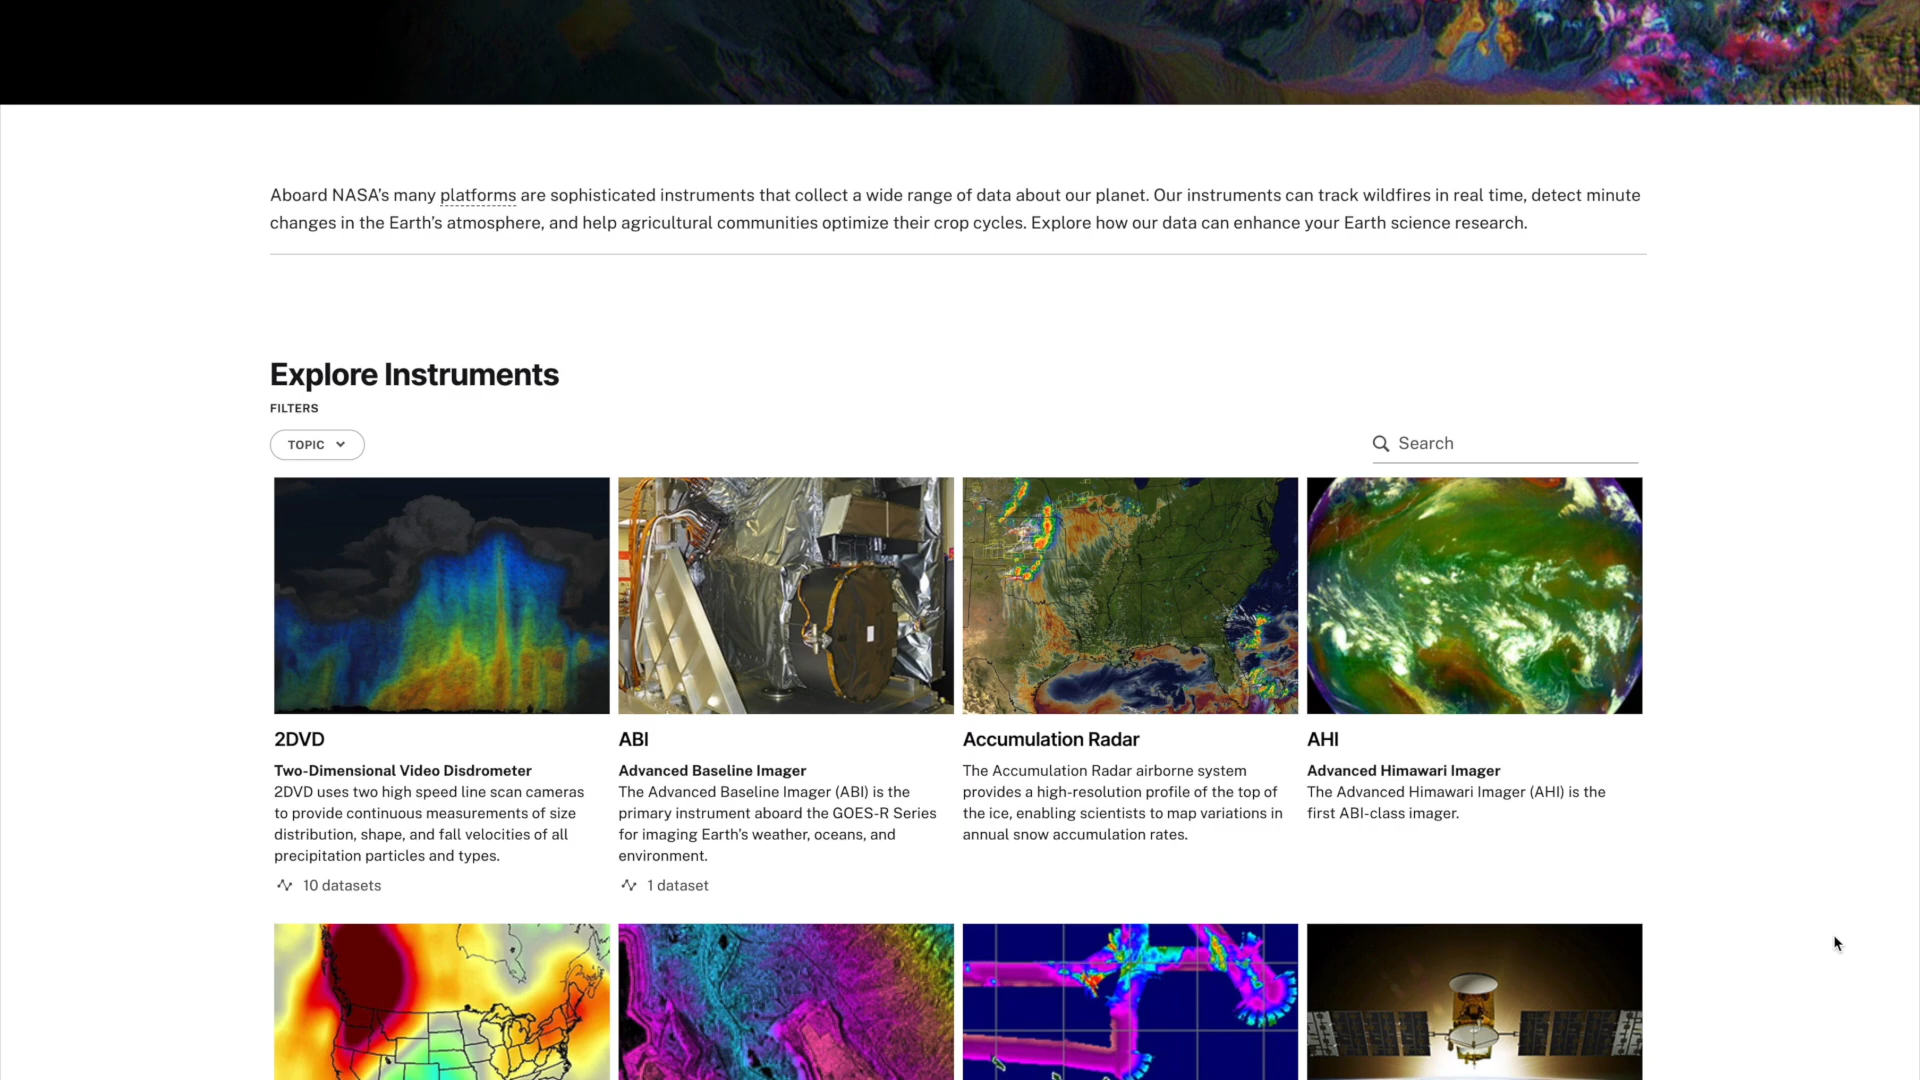 Aboard NASA's many platforms are sophisticated instruments that collect a wide range of data about our planet. Our instruments can track wildfires in real time, detect minute
changes in the Earth's atmosphere, and help agricultural communities optimize their crop cycles. Explore how our data can enhance your Earth science research.
Explore Instruments
FILTERS
TOPIC
Search
2DVD
Two-Dimensional Video Disdrometer
2DVD uses two high speed line scan cameras
to provide continuous measurements of size
distribution, shape, and fall velocities of all
precipitation particles and types.
10 datasets
ABI
Advanced Baseline Imager
The Advanced Baseline Imager (ABI) is the
primary instrument aboard the GOES-R Series
for imaging Earth's weather, oceans, and
environment.
1 dataset
Accumulation Radar
The Accumulation Radar airborne system
provides a high-resolution profile of the top of
the ice, enabling scientists to map variations in
annual snow accumulation rates.
AHI
Advanced Himawari Imager
The Advanced Himawari Imager (AHI) is the
first ABI-class imager.